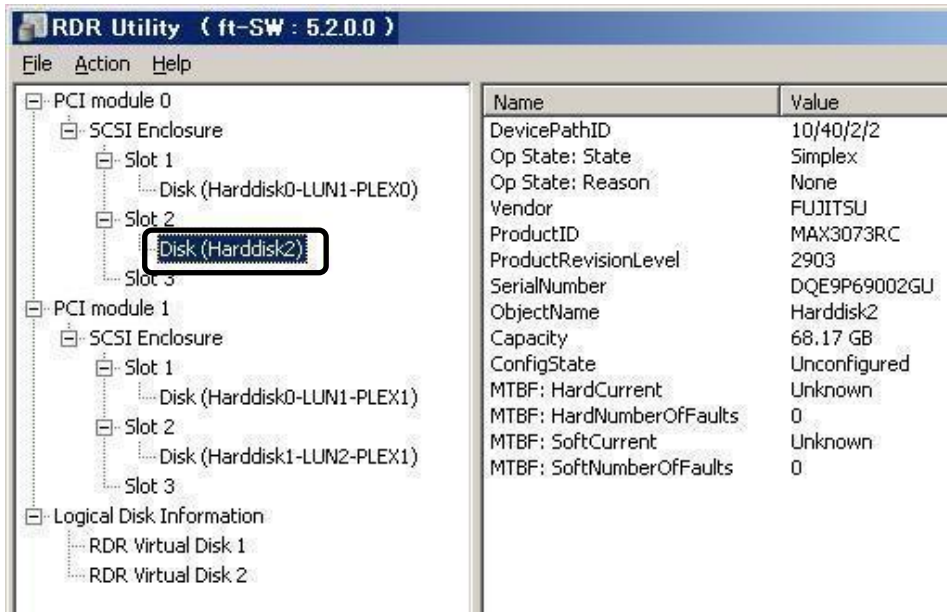 RDR Utility ( ft-SW : 5.2.0.0 )
File Action Help
PCI module 0
SCSI Enclosure
Slot 1
Disk (Harddisk0-LUN1-PLEX0)
Slot 2
Disk (Harddisk2)
Slot 3
PCI module 1
SCSI Enclosure
Slot 1
Disk (Harddisk0-LUN1-PLEX1)
Slot 2
Disk (Harddisk1-LUN2-PLEX1)
Slot 3
Logical Disk Information
RDR Virtual Disk 1
RDR Virtual Disk 2
Name Value
DevicePathID 10/40/2/2
Op State: State Simplex
Op State: Reason None
Vendor FUJITSU
ProductID MAX3073RC
ProductRevisionLevel 2903
SerialNumber DQE9P69002GU
ObjectName Harddisk2
Capacity 68.17 GB
ConfigState Unconfigured
MTBF: HardCurrent Unknown
MTBF: HardNumberOfFaults 0
MTBF: SoftCurrent Unknown
MTBF: SoftNumberOfFaults 0